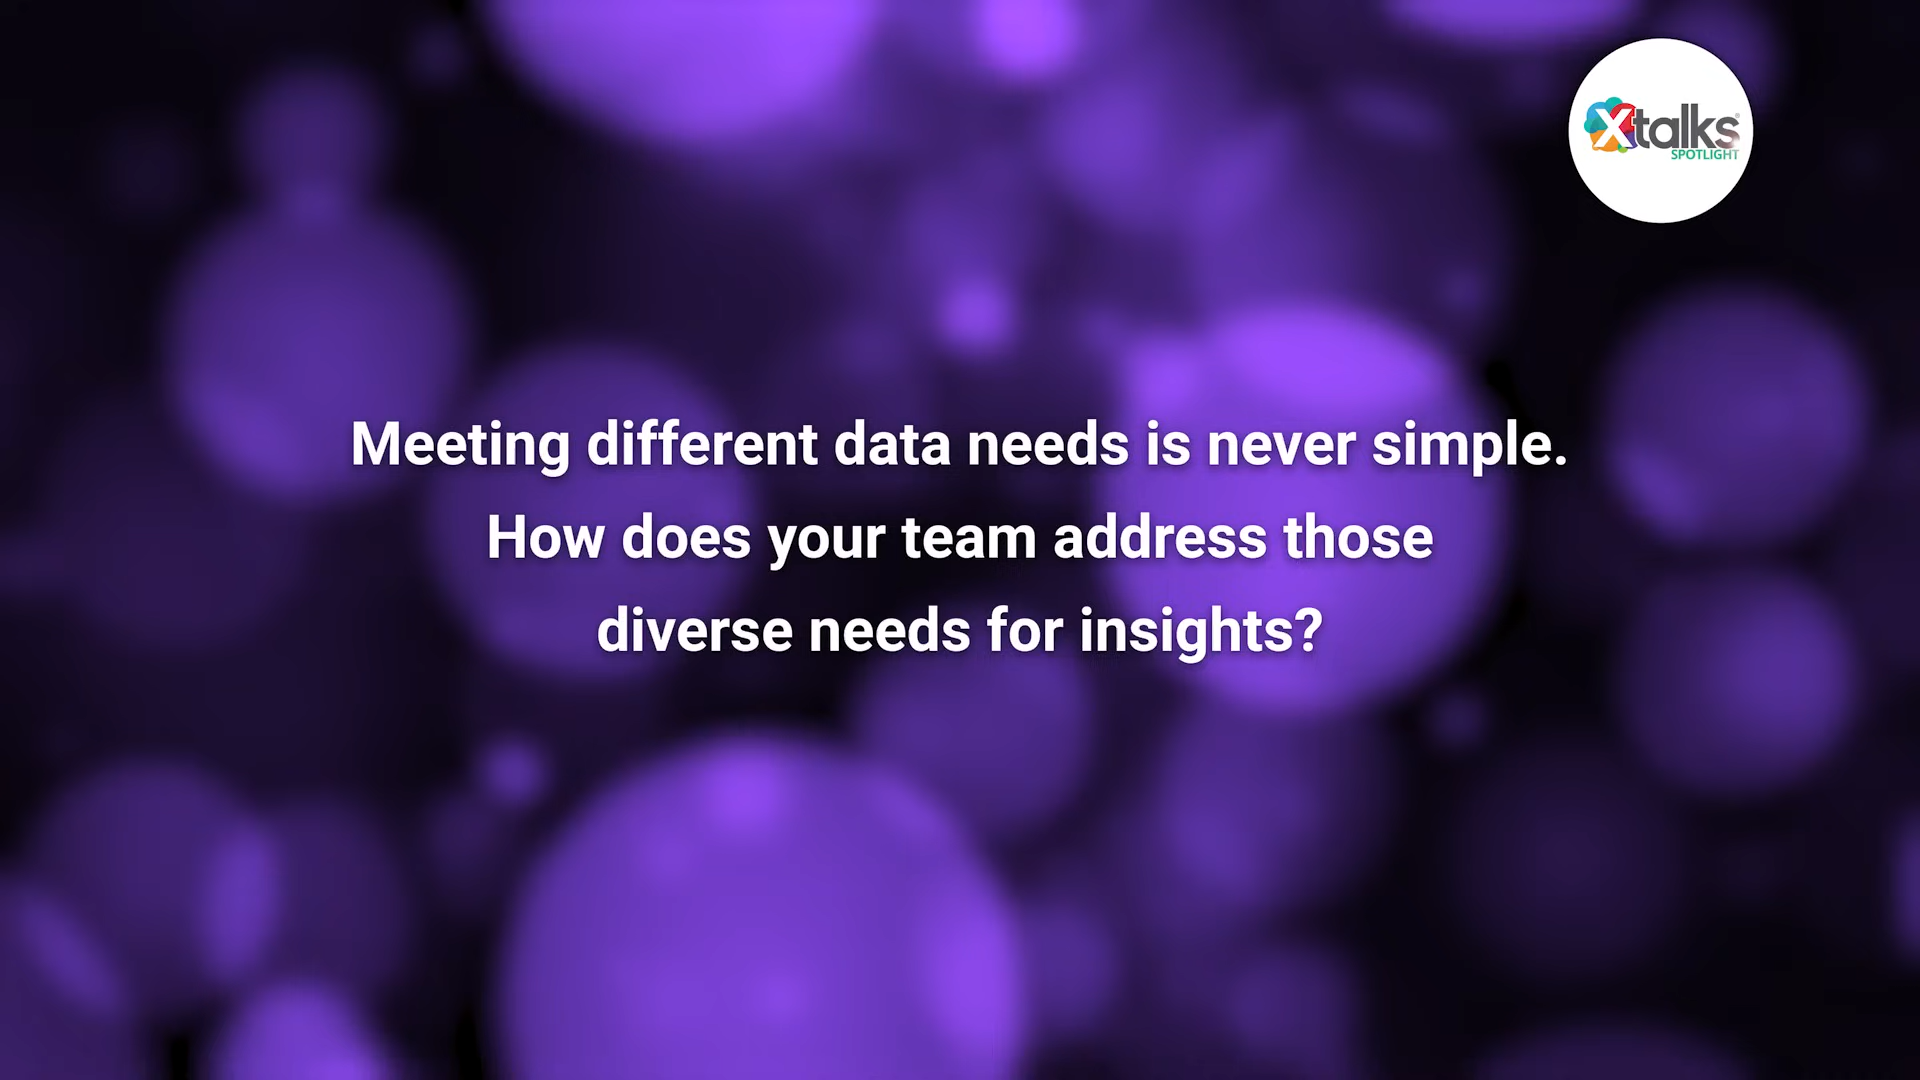 Xtalks
SPOTLIGHT
Meeting different data needs is never simple.
How does your team address those
diverse needs for insights?